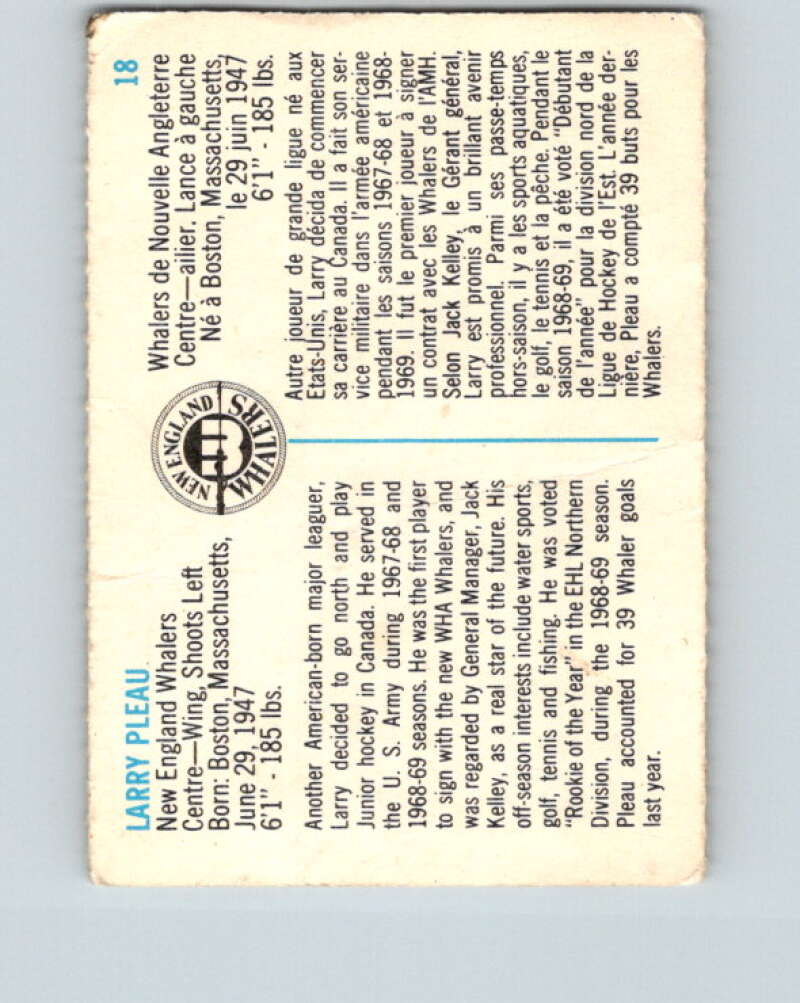 LARRY PLEAU
New England Whalers
Centre—Wing, Shoots Left
Born: Boston, Massachusetts,
June 29, 1947
6'1" - 185 lbs.
Another American-born major leaguer,
Larry decided to go north and play
Junior hockey in Canada. He served in
the U. S. Army during 1967-68 and
1968-69 seasons. He was the first player
to sign with the new WHA Whalers, and
was regarded by General Manager, Jack
Kelley, as a real star of the future. His
off-season interests include water sports,
golf, tennis and fishing. He was voted
"Rookie of the Year" in the EHL Northern
Division, during the 1968-69 season.
Pleau accounted for 39 Whaler goals
last year.
NEW ENGLAND
WHALERS
18
Whalers de Nouvelle Angleterre
Centre—ailier, Lance à gauche
Né à Boston, Massachusetts,
le 29 juin 1947
6'1" - 185 lbs.
Autre joueur de grande ligue né aux
Etats-Unis, Larry décida de commencer
sa carrière au Canada. Il a fait son ser-
vice militaire dans l'armée américaine
pendant les saisons 1967-68 et 1968-
1969. Il fut le premier joueur à signer
un contrat avec les Whalers de l'AMH.
Selon Jack Kelley, le Gérant général,
Larry est promis à un brillant avenir
professionnel. Parmi ses passe-temps
hors-saison, il y a les sports aquatiques,
le golf, le tennis et la pêche. Pendant le
saison 1968-69, il a été voté "Débutant
de l'année" pour la division nord de la
Ligue de Hockey de l'Est. L'année der-
nière, Pleau a compté 39 buts pour les
Whalers.